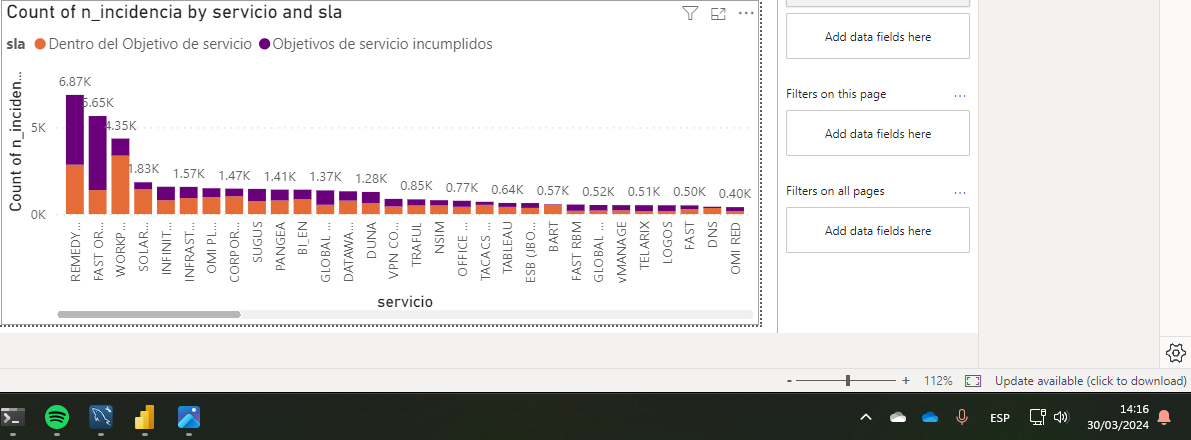 Count of n_incidencia by servicio and sla
sla Dentro del Objetivo de servicio Objetivos de servicio incumplidos
Count of n_inciden...
5K
0K
6.87K
5.65K
4.35K
1.83K
1.57K
1.47K
1.41K
1.37K
1.28K
0.85K
0.77K
0.64K
0.57K
0.52K
0.51K
0.50K
0.40K
REMEDY...
FAST OR...
WORKP...
SOLAR...
INFINIT...
INFRAST...
OMI PL...
CORPOR...
SUGUS
PANGEA
BI_EN
GLOBAL ...
DATAWA...
DUNA
VPN CO...
TRAFUL
NSIM
OFFICE ...
TACACS ...
TABLEAU
ESB (JBO...
BART
FAST RBM
GLOBAL ...
vMANAGE
TELARIX
LOGOS
FAST
DNS
OMI RED
servicio
Add data fields here
Filters on this page ...
Add data fields here
Filters on all pages ...
Add data fields here
- + 112% Update available (click to download)
ESP
14:16
30/03/2024